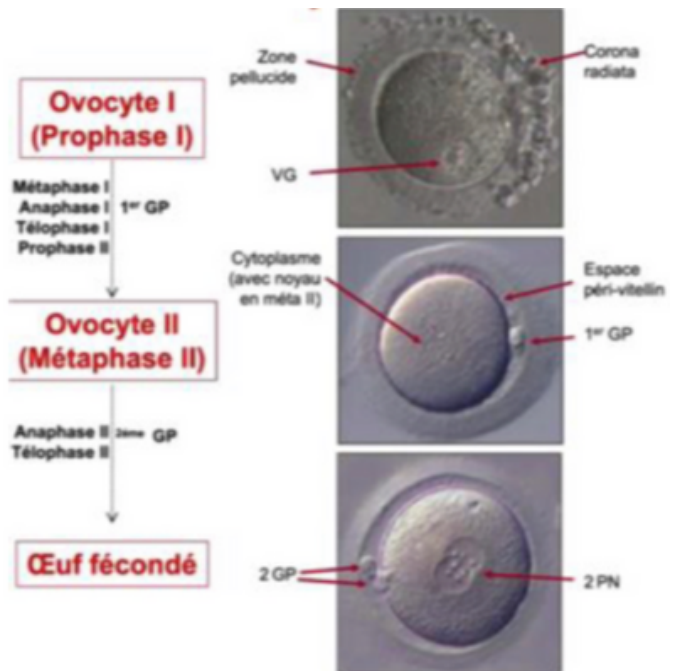 Ovocyte I
(Prophase I)
Métaphase I
Anaphase I
Télophase I
Prophase II
1er GP
Ovocyte II
(Métaphase II)
Anaphase II
Télophase II
2ème GP
Œuf fécondé
Zone
pellucide
Corona
radiata
VG
Cytoplasme
(avec noyau
en méta II)
Espace
péri-vitellin
1er GP
2 GP
2 PN